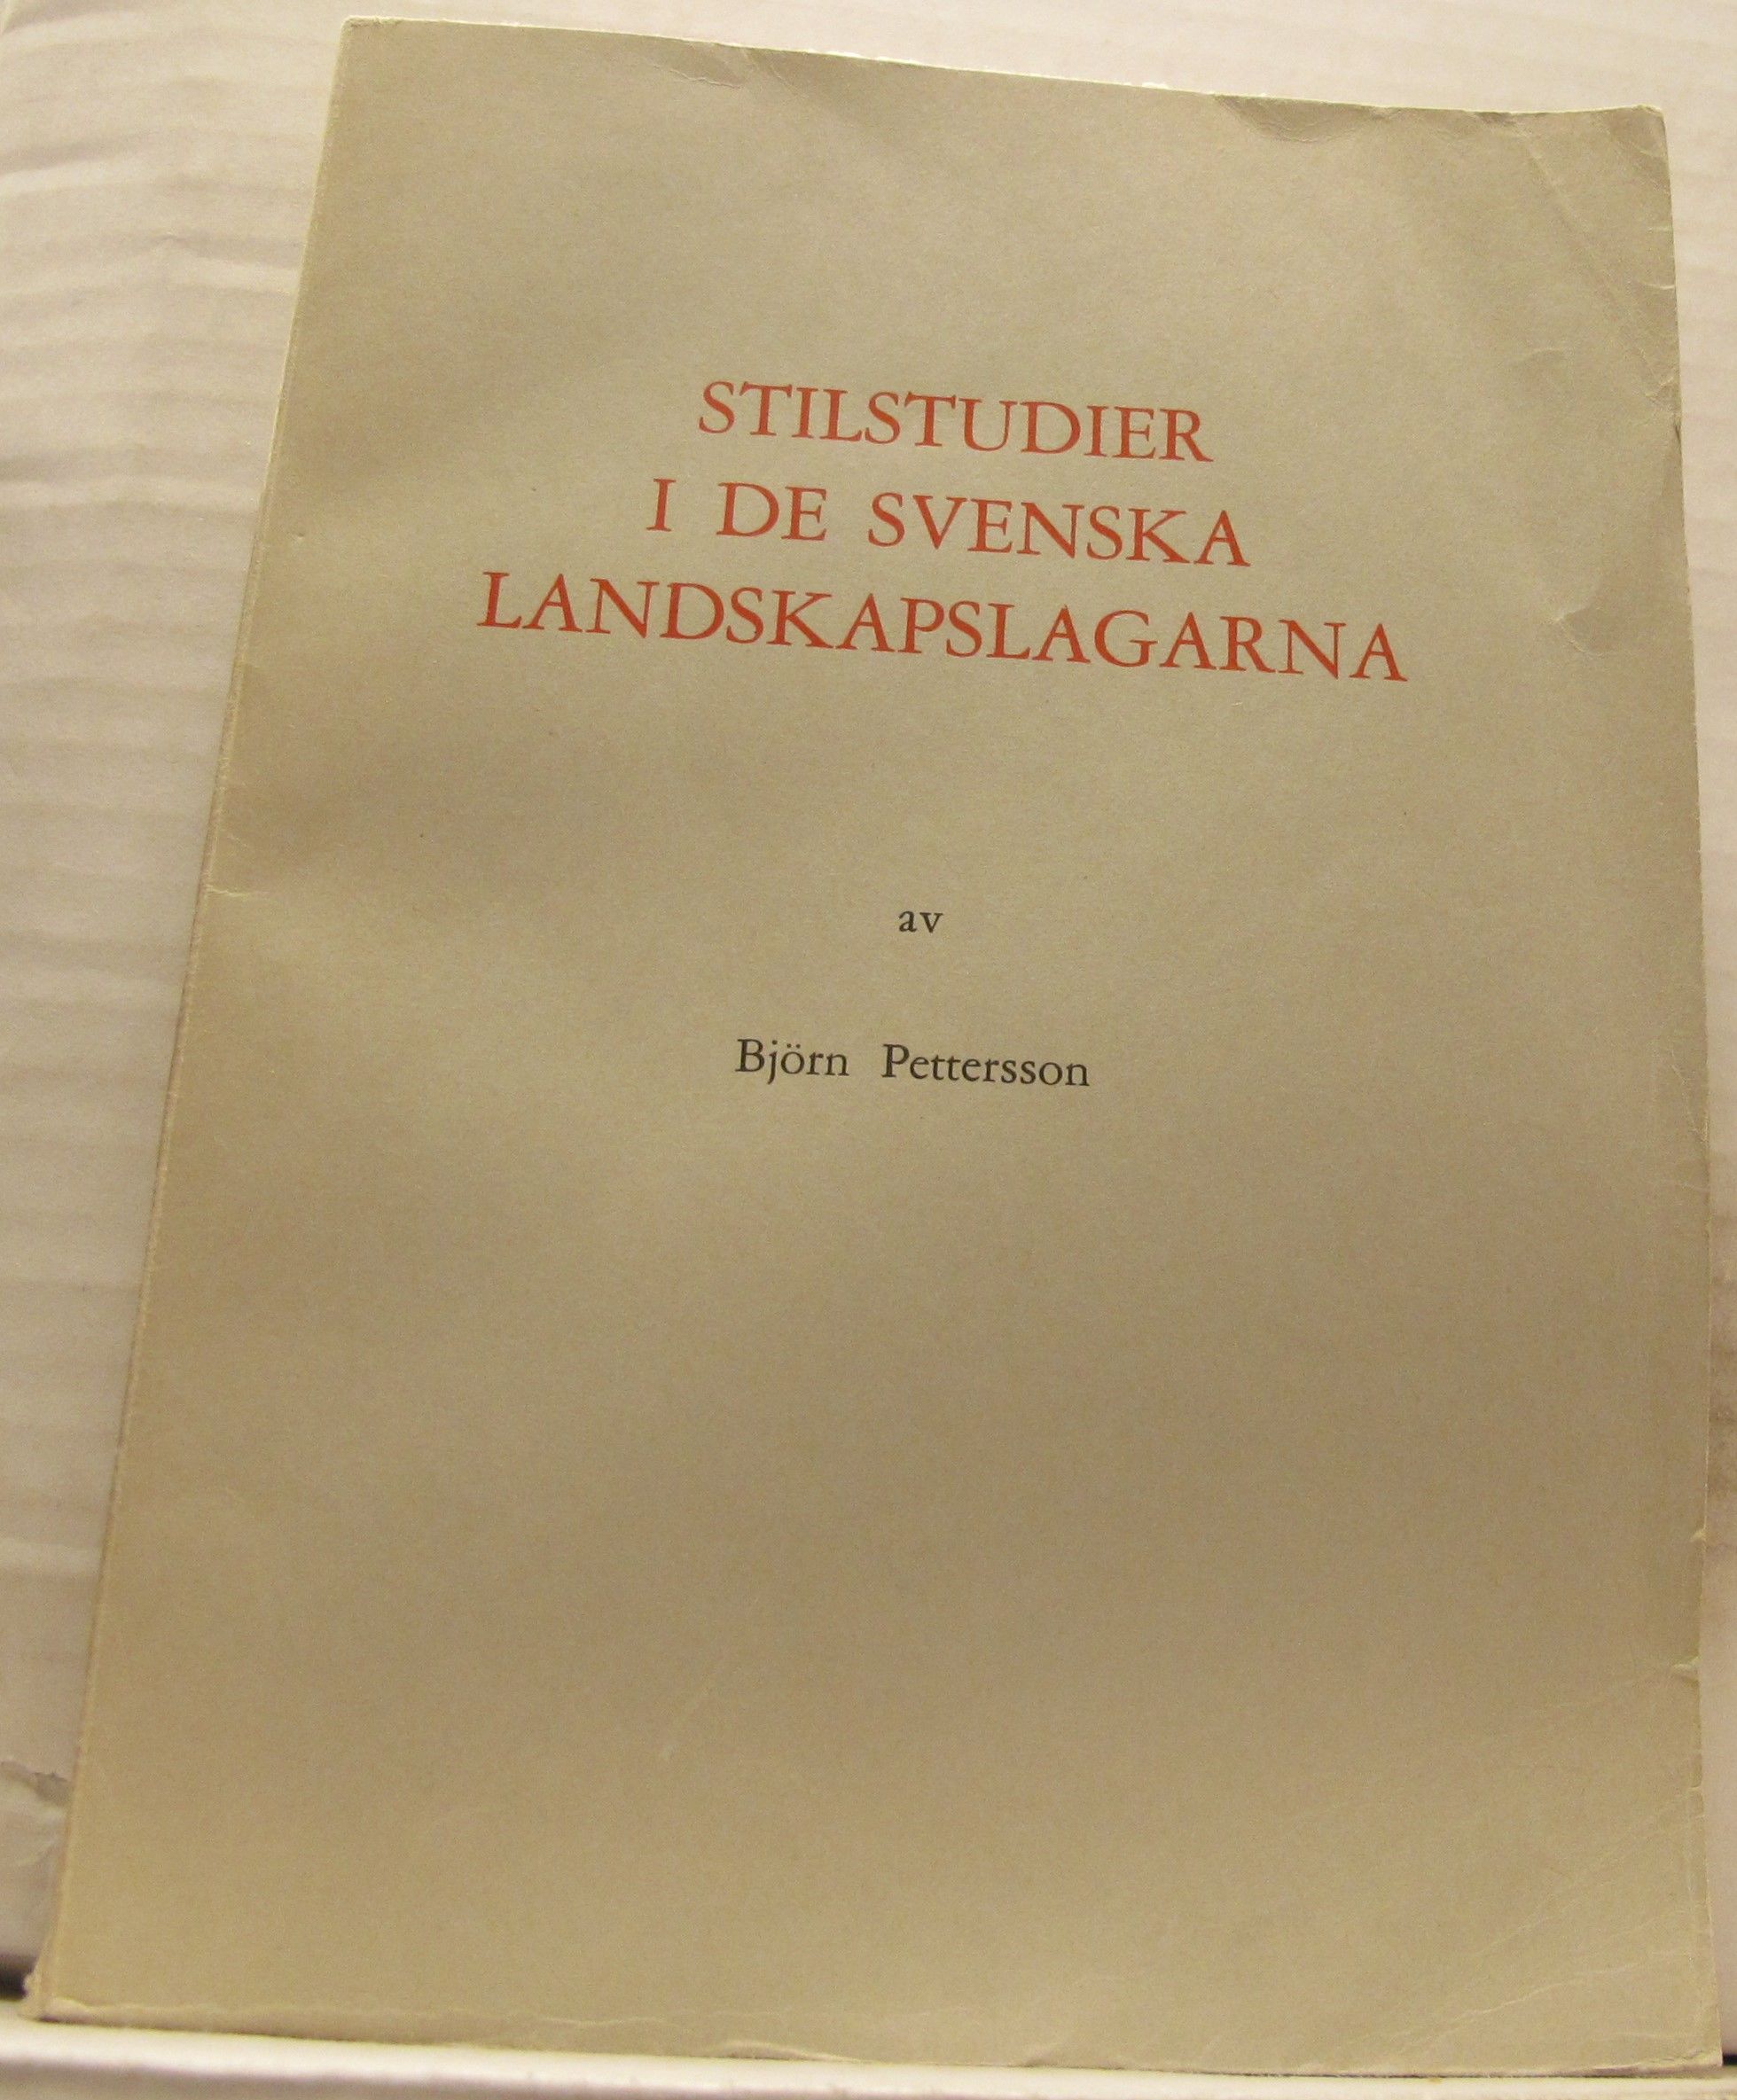 STILSTUDIER
I DE SVENSKA
LANDSKAPSLAGARNA
av
Björn Pettersson